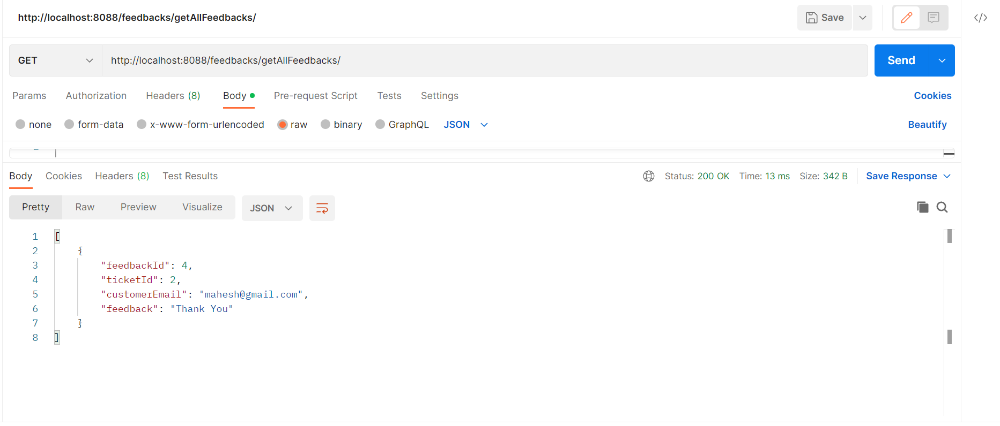 http://localhost:8088/feedbacks/getAllFeedbacks/
Save
GET
http://localhost:8088/feedbacks/getAllFeedbacks/
Send
Params Authorization Headers (8) Body Pre-request Script Tests Settings Cookies
none form-data x-www-form-urlencoded raw binary GraphQL JSON Beautify
Body Cookies Headers (8) Test Results Status: 200 OK Time: 13 ms Size: 342 B Save Response
Pretty Raw Preview Visualize JSON
1 [
2 {
3 "feedbackId": 4,
4 "ticketId": 2,
5 "customerEmail": "mahesh@gmail.com",
6 "feedback": "Thank You"
7 }
8 ]